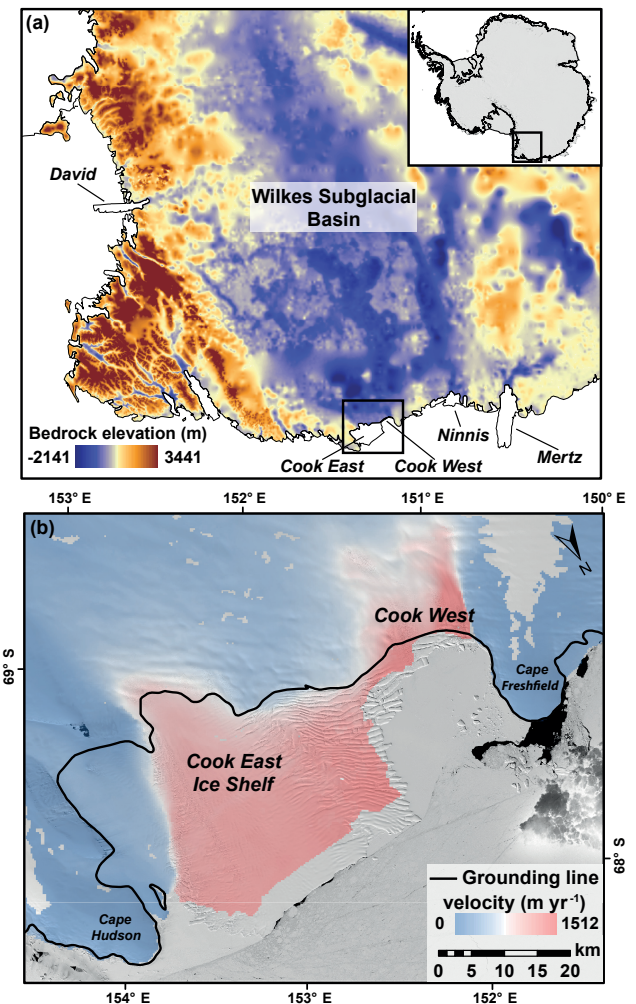 (a)
David
Wilkes Subglacial
Basin
Bedrock elevation (m)
-2141 3441
Cook East
Cook West
Ninnis
Mertz
153° E 152° E 151° E 150° E
(b)
N
Cook West
69° S
Cape
Freshfield
Cook East
Ice Shelf
68° S
Cape
Hudson
Grounding line
velocity (m yr⁻¹)
0 1512
km
0 5 10 15 20
154° E 153° E 152° E